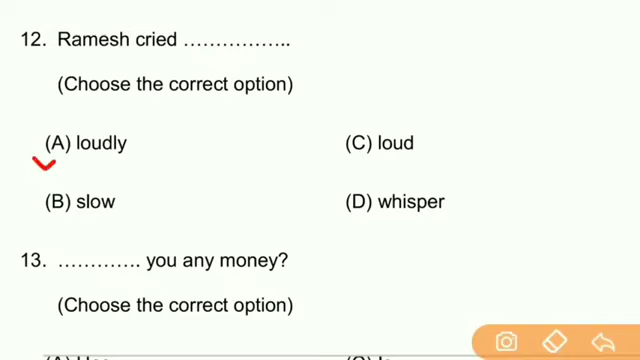 12. Ramesh cried ……………..
(Choose the correct option)
(A) loudly (C) loud
(B) slow (D) whisper
13. …………. you any money?
(Choose the correct option)